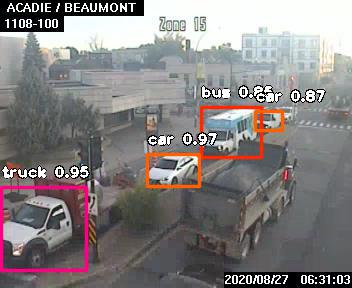 ACADIE / BEAUMONT
1108-100
Zone 15
bus 0.85
car 0.87
car 0.97
truck 0.95
2020/08/27 06:31:03